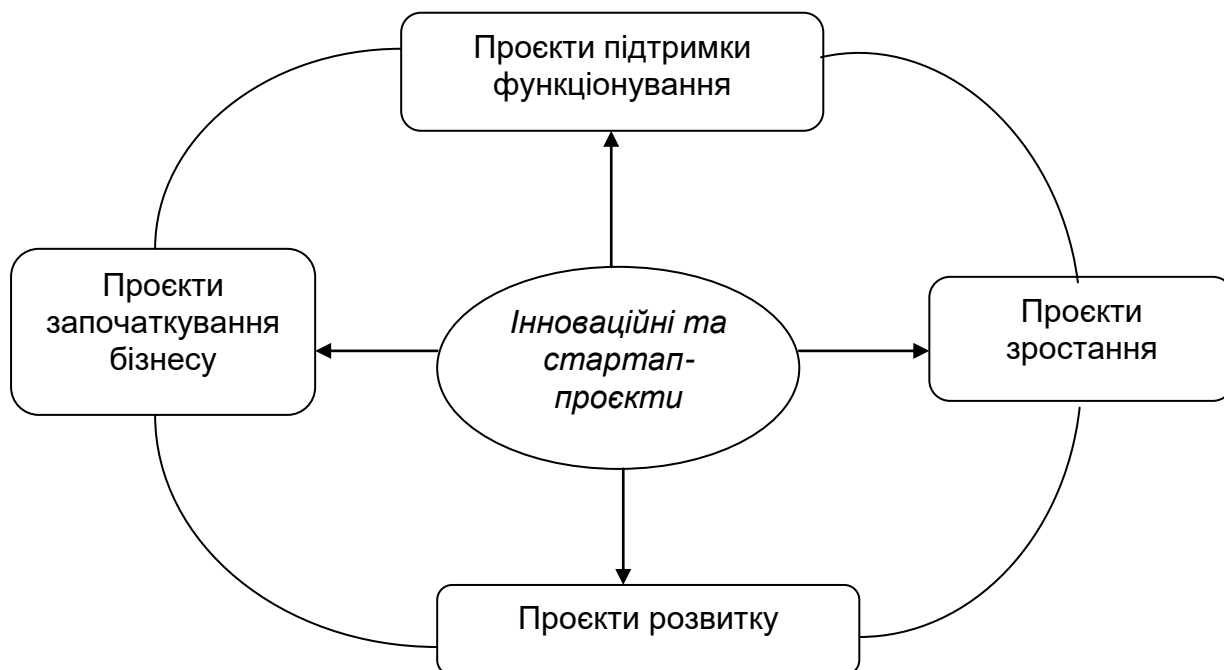 Проєкти підтримки
функціонування
Проєкти
започаткування
бізнесу
Інноваційні та
стартап-
проєкти
Проєкти
зростання
Проєкти розвитку